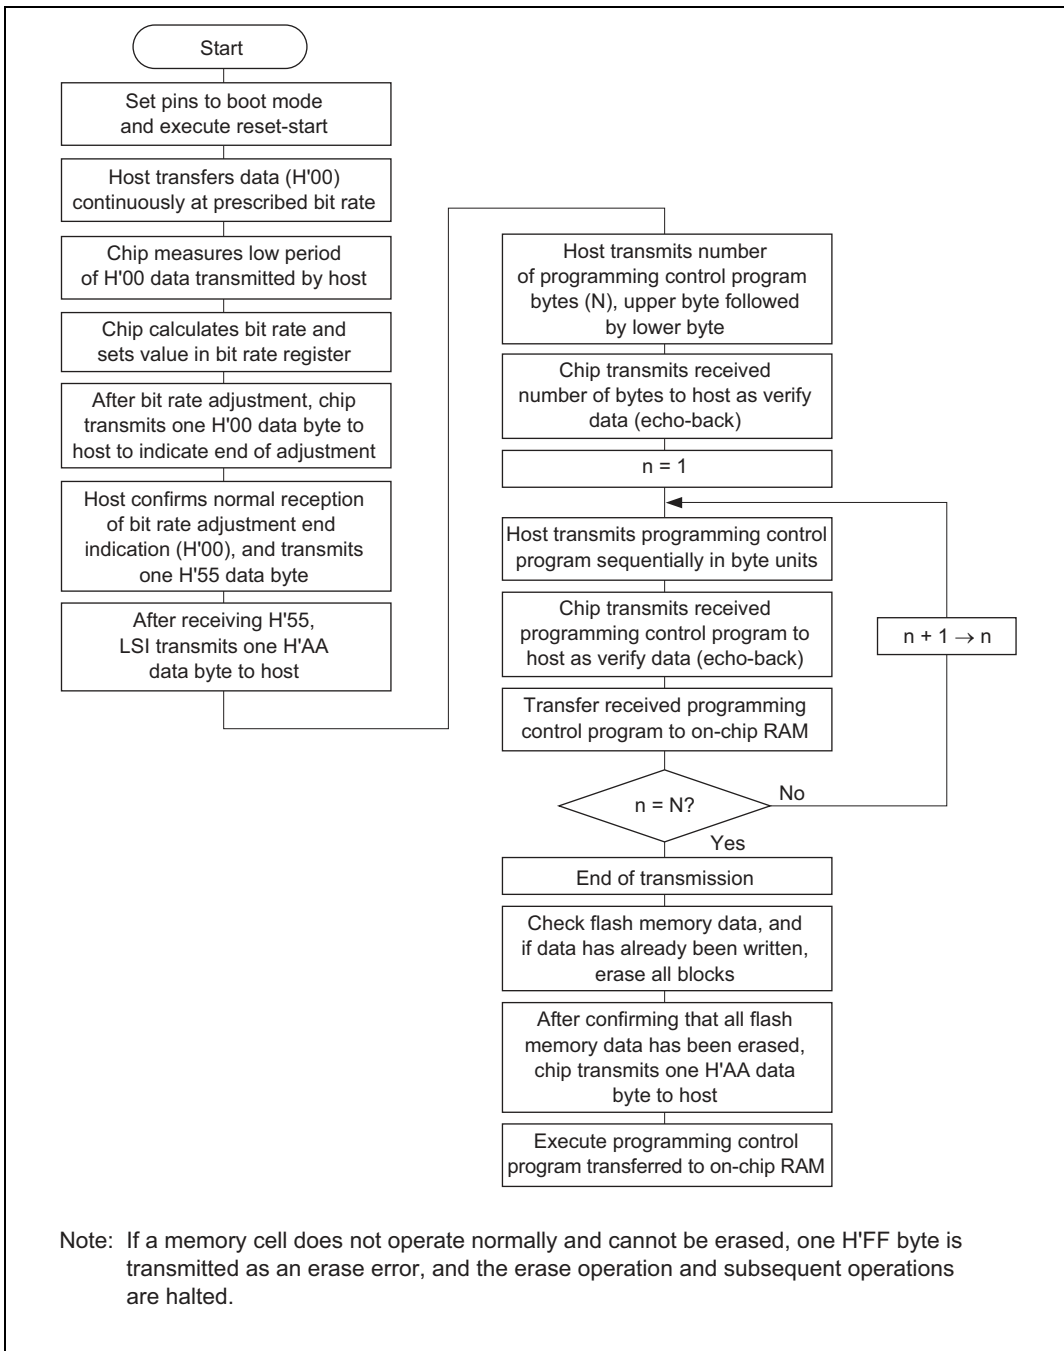 Start
Set pins to boot mode
and execute reset-start
Host transfers data (H'00)
continuously at prescribed bit rate
Chip measures low period
of H'00 data transmitted by host
Chip calculates bit rate and
sets value in bit rate register
After bit rate adjustment, chip
transmits one H'00 data byte to
host to indicate end of adjustment
Host confirms normal reception
of bit rate adjustment end
indication (H'00), and transmits
one H'55 data byte
After receiving H'55,
LSI transmits one H'AA
data byte to host
Host transmits number
of programming control program
bytes (N), upper byte followed
by lower byte
Chip transmits received
number of bytes to host as verify
data (echo-back)
n = 1
Host transmits programming control
program sequentially in byte units
Chip transmits received
programming control program to
host as verify data (echo-back)
n + 1 → n
Transfer received programming
control program to on-chip RAM
n = N?
No
Yes
End of transmission
Check flash memory data, and
if data has already been written,
erase all blocks
After confirming that all flash
memory data has been erased,
chip transmits one H'AA data
byte to host
Execute programming control
program transferred to on-chip RAM
Note: If a memory cell does not operate normally and cannot be erased, one H'FF byte is
transmitted as an erase error, and the erase operation and subsequent operations
are halted.